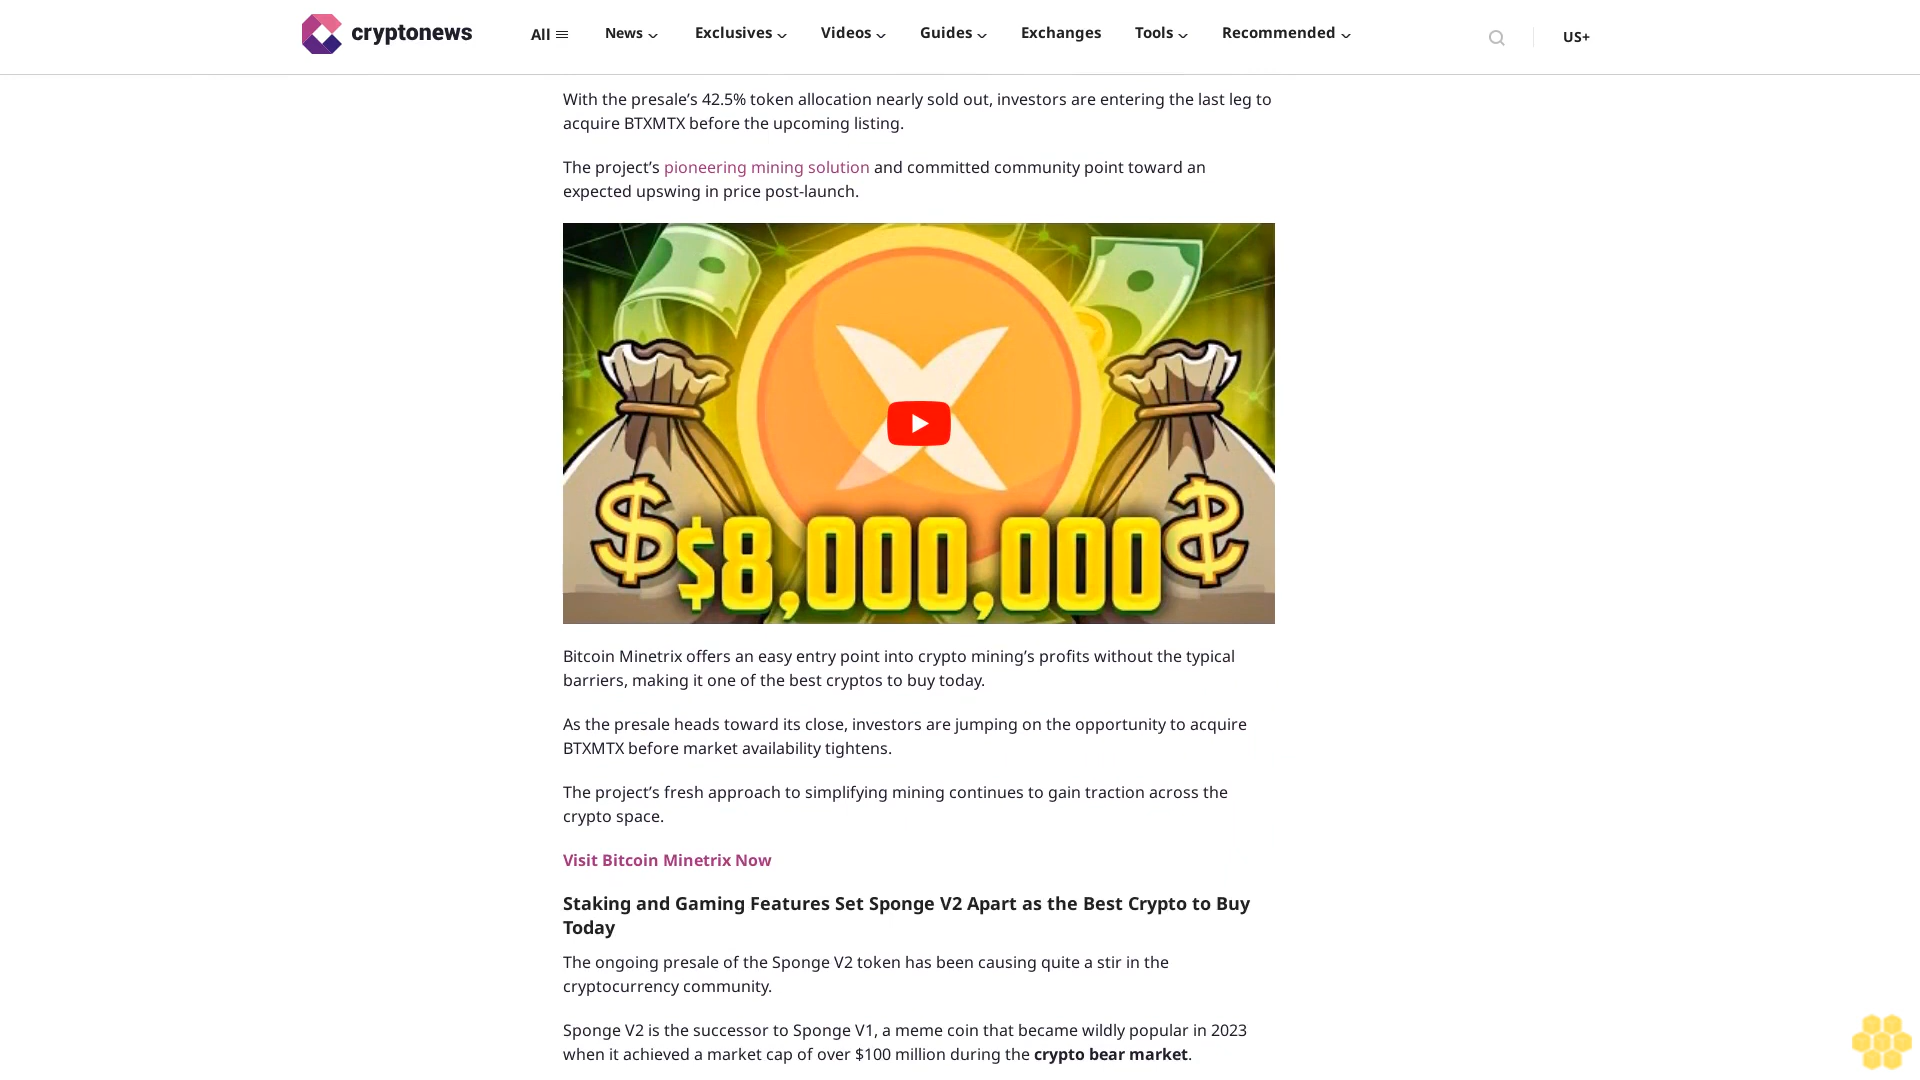 cryptonews
All
News
Exclusives
Videos
Guides
Exchanges
Tools
Recommended
US+
With the presale’s 42.5% token allocation nearly sold out, investors are entering the last leg to
acquire BTXMTX before the upcoming listing.
The project’s pioneering mining solution and committed community point toward an
expected upswing in price post-launch.
$ $
$8,000,000
Bitcoin Minetrix offers an easy entry point into crypto mining’s profits without the typical
barriers, making it one of the best cryptos to buy today.
As the presale heads toward its close, investors are jumping on the opportunity to acquire
BTXMTX before market availability tightens.
The project’s fresh approach to simplifying mining continues to gain traction across the
crypto space.
Visit Bitcoin Minetrix Now
Staking and Gaming Features Set Sponge V2 Apart as the Best Crypto to Buy
Today
The ongoing presale of the Sponge V2 token has been causing quite a stir in the
cryptocurrency community.
Sponge V2 is the successor to Sponge V1, a meme coin that became wildly popular in 2023
when it achieved a market cap of over $100 million during the crypto bear market.